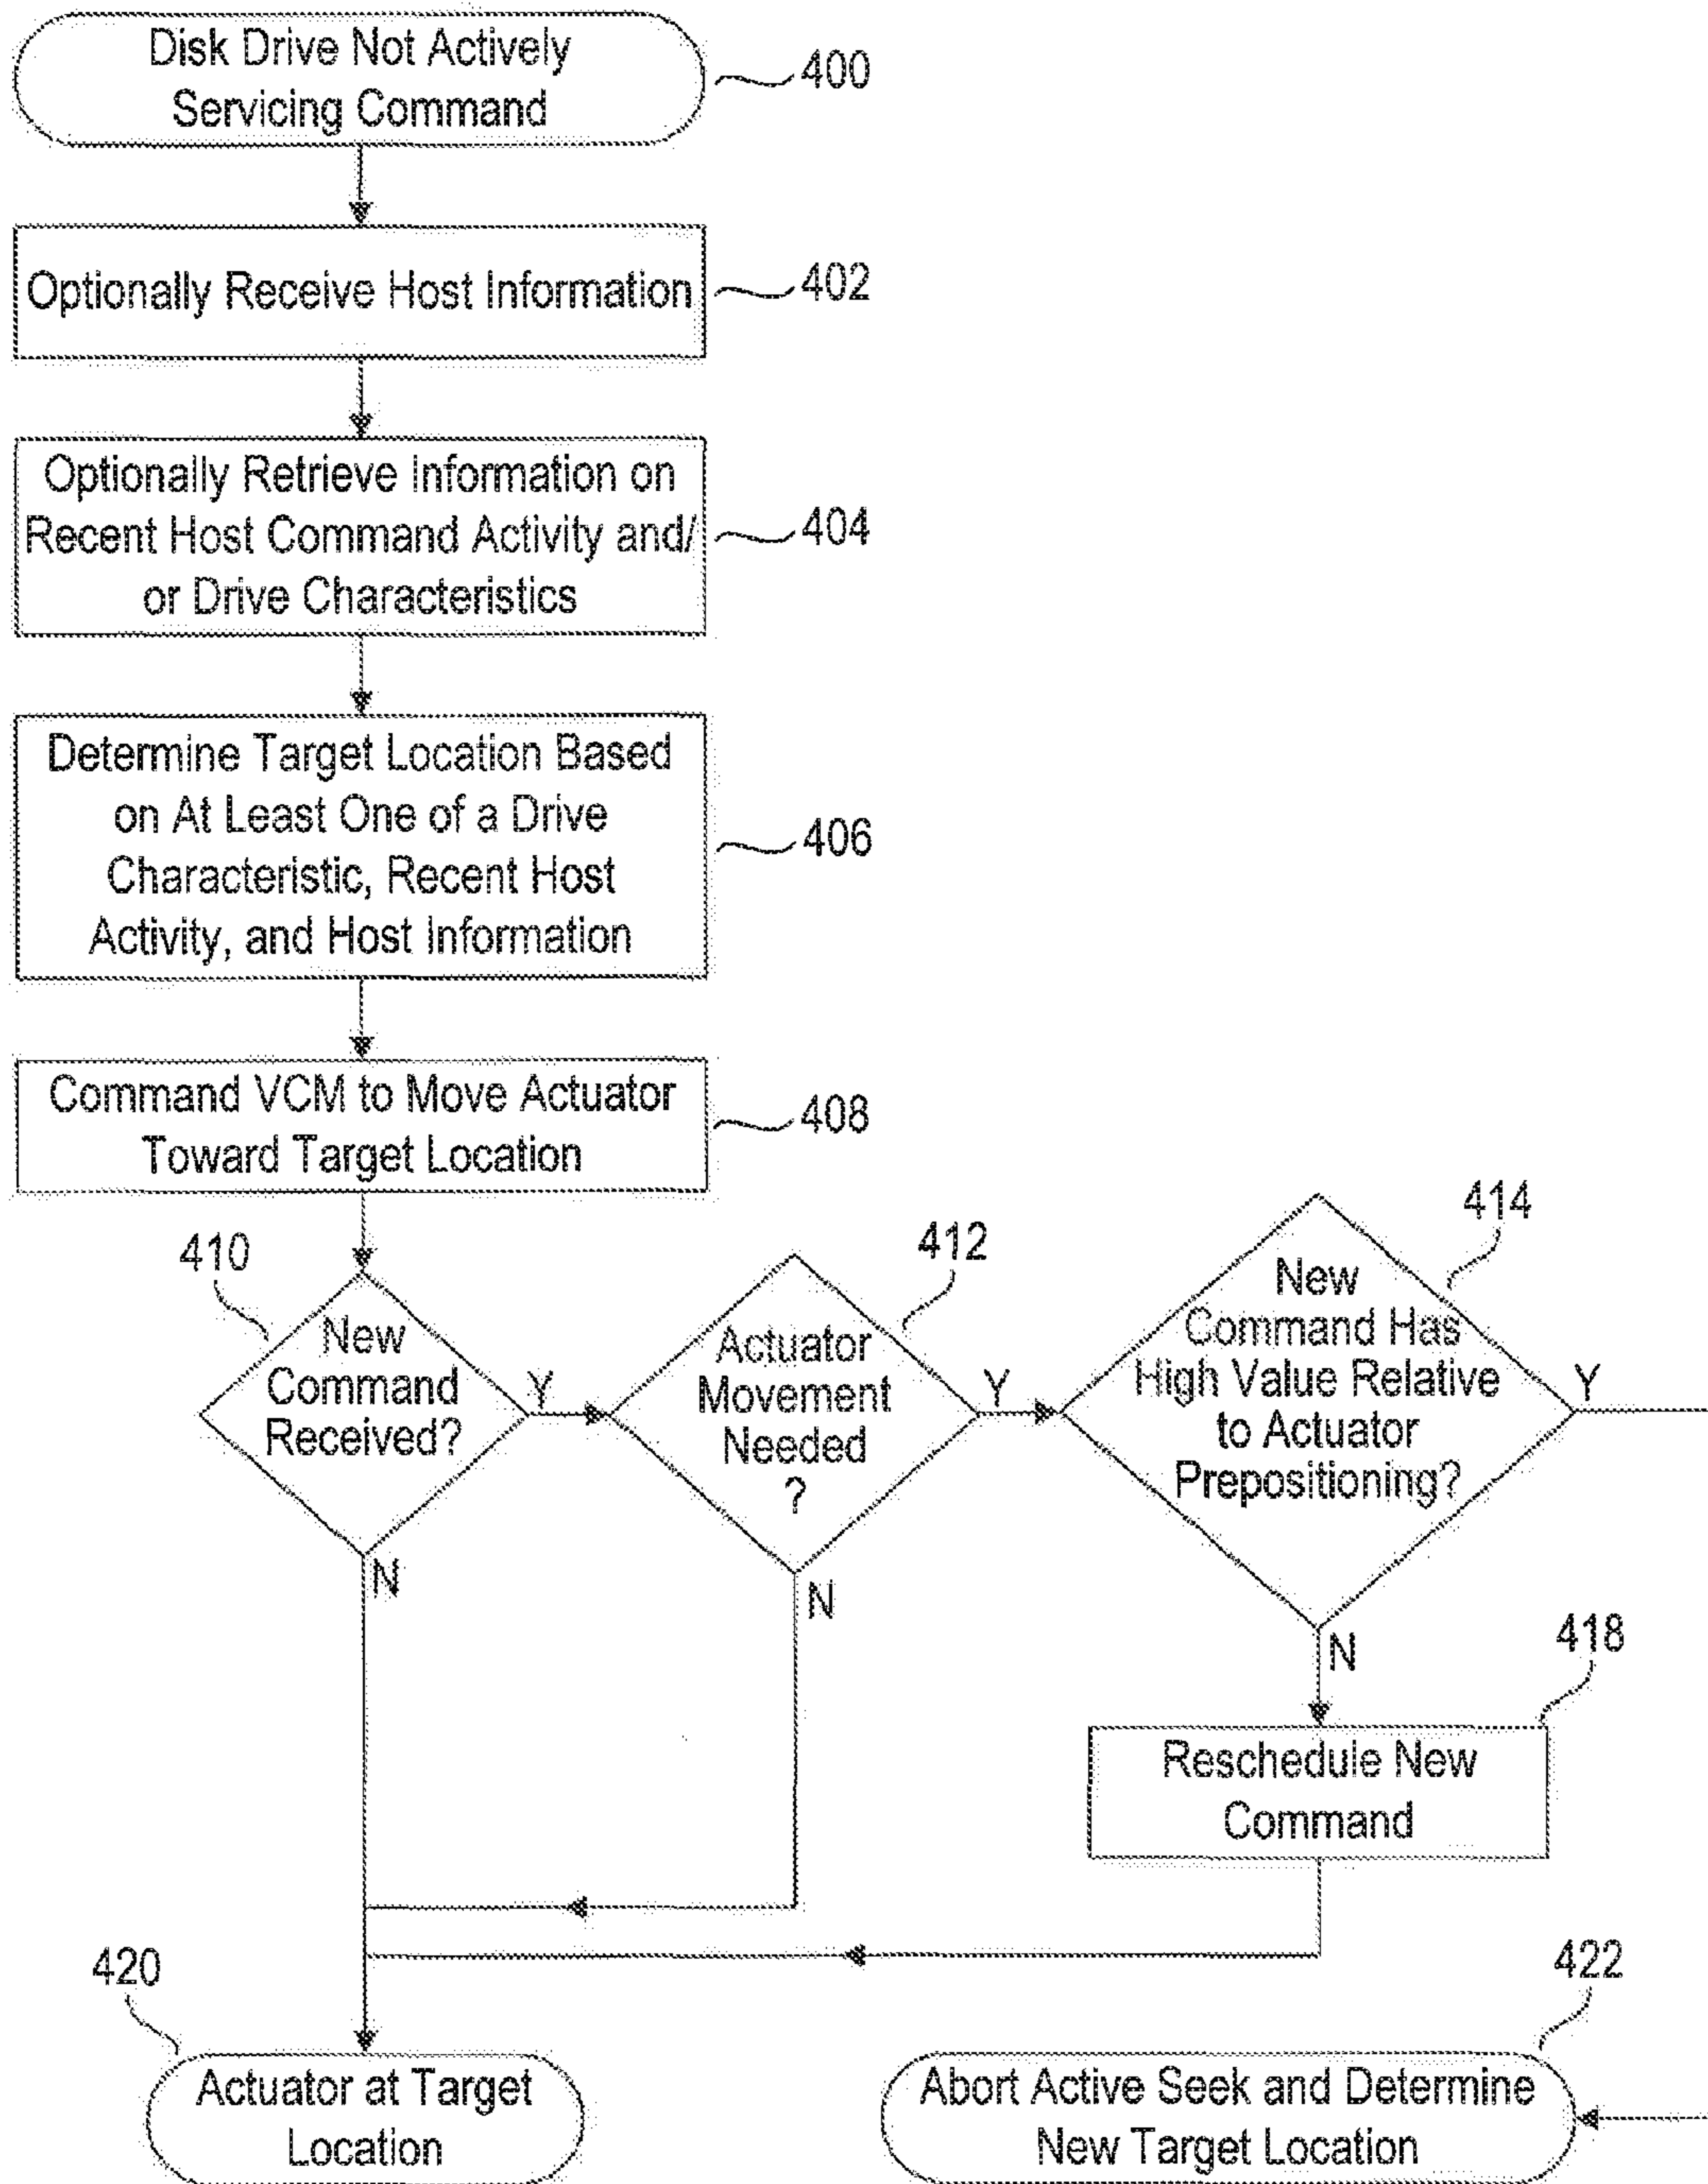 Disk Drive Not Actively
Servicing Command
400
Optionally Receive Host Information
402
Optionally Retrieve Information on
Recent Host Command Activity and/
or Drive Characteristics
404
Determine Target Location Based
on At Least One of a Drive
Characteristic, Recent Host
Activity, and Host Information
406
Command VCM to Move Actuator
Toward Target Location
408
410
New
Command
Received?
Y
N
412
Actuator
Movement
Needed
?
Y
N
414
New
Command Has
High Value Relative
to Actuator
Prepositioning?
Y
N
418
Reschedule New
Command
420
Actuator at Target
Location
422
Abort Active Seek and Determine
New Target Location